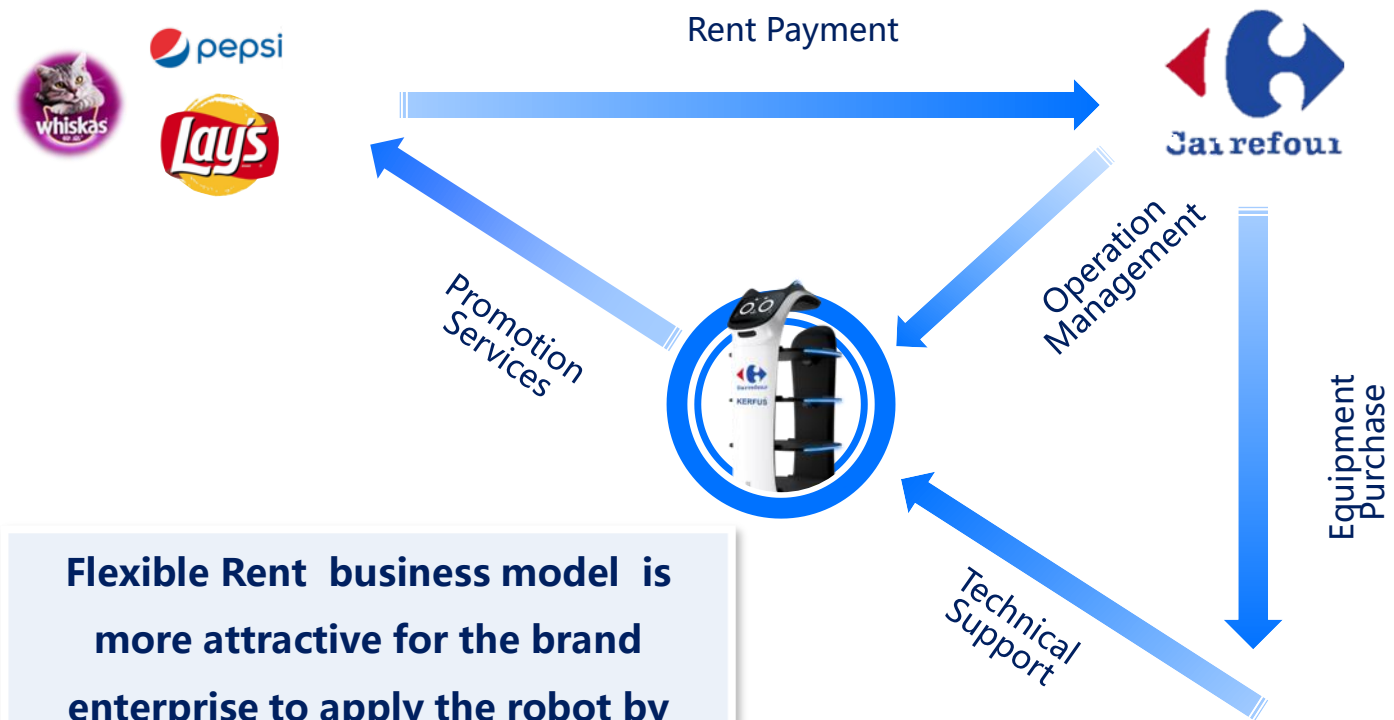 Rent Payment
pepsi
whiskas
Lay's
Carrefour
Operation
Management
Promotion
Services
Carrefour
KERFUŚ
Equipment
Purchase
Technical
Support
Flexible Rent business model is
more attractive for the brand
enterprise to apply the robot by